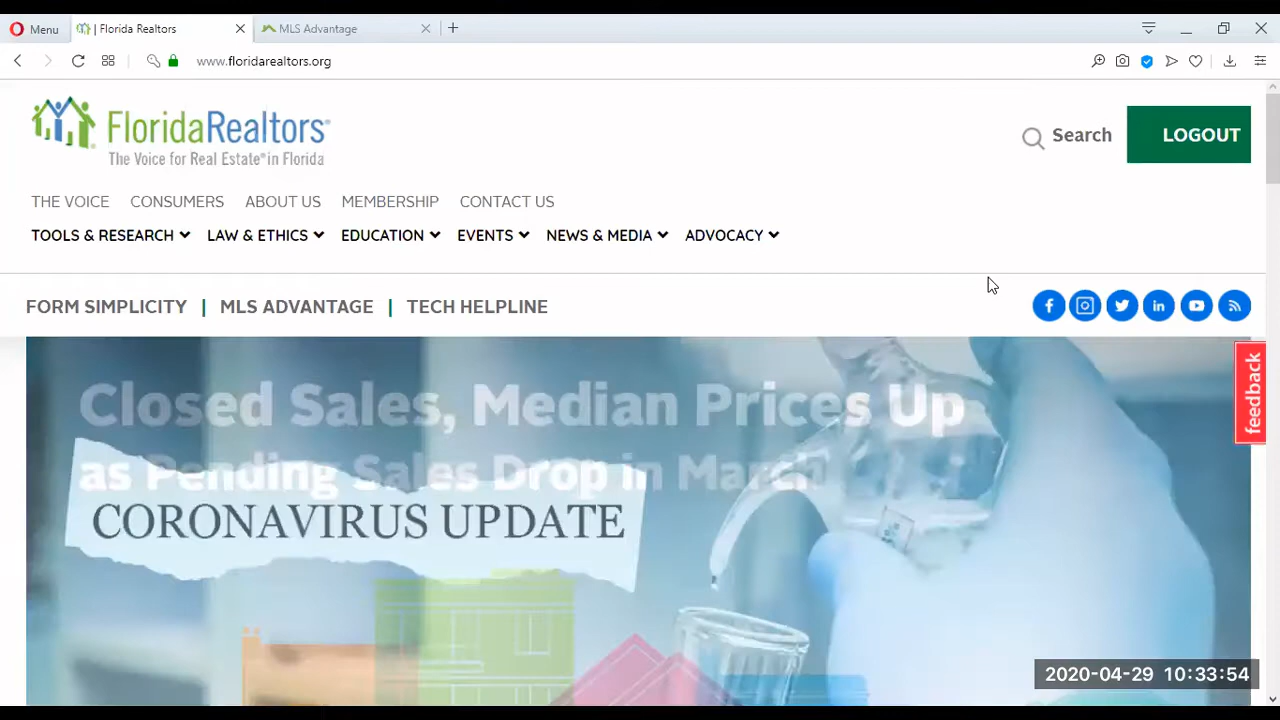 Menu
| Florida Realtors
MLS Advantage
www.floridarealtors.org
FloridaRealtors®
The Voice for Real Estate® in Florida
Search
LOGOUT
THE VOICE CONSUMERS ABOUT US MEMBERSHIP CONTACT US
TOOLS & RESEARCH LAW & ETHICS EDUCATION EVENTS NEWS & MEDIA ADVOCACY
FORM SIMPLICITY | MLS ADVANTAGE | TECH HELPLINE
feedback
Closed Sales, Median Prices Up
as Pending Sales Drop in March
CORONAVIRUS UPDATE
2020-04-29 10:33:54